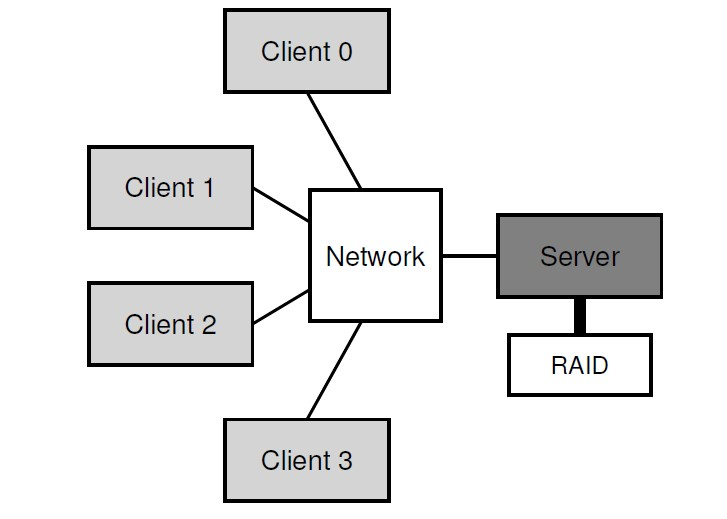 Client 0
Client 1
Network
Server
Client 2
RAID
Client 3